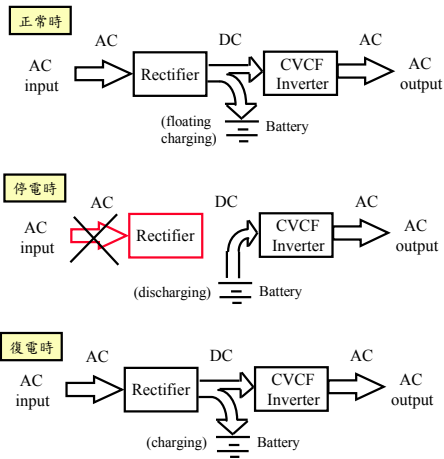 正常時
AC
DC
AC
AC
input
Rectifier
CVCF
Inverter
AC
output
(floating
charging)
Battery
停電時
AC
DC
AC
AC
input
Rectifier
CVCF
Inverter
AC
output
(discharging)
Battery
復電時
AC
DC
AC
AC
input
Rectifier
CVCF
Inverter
AC
output
(charging)
Battery